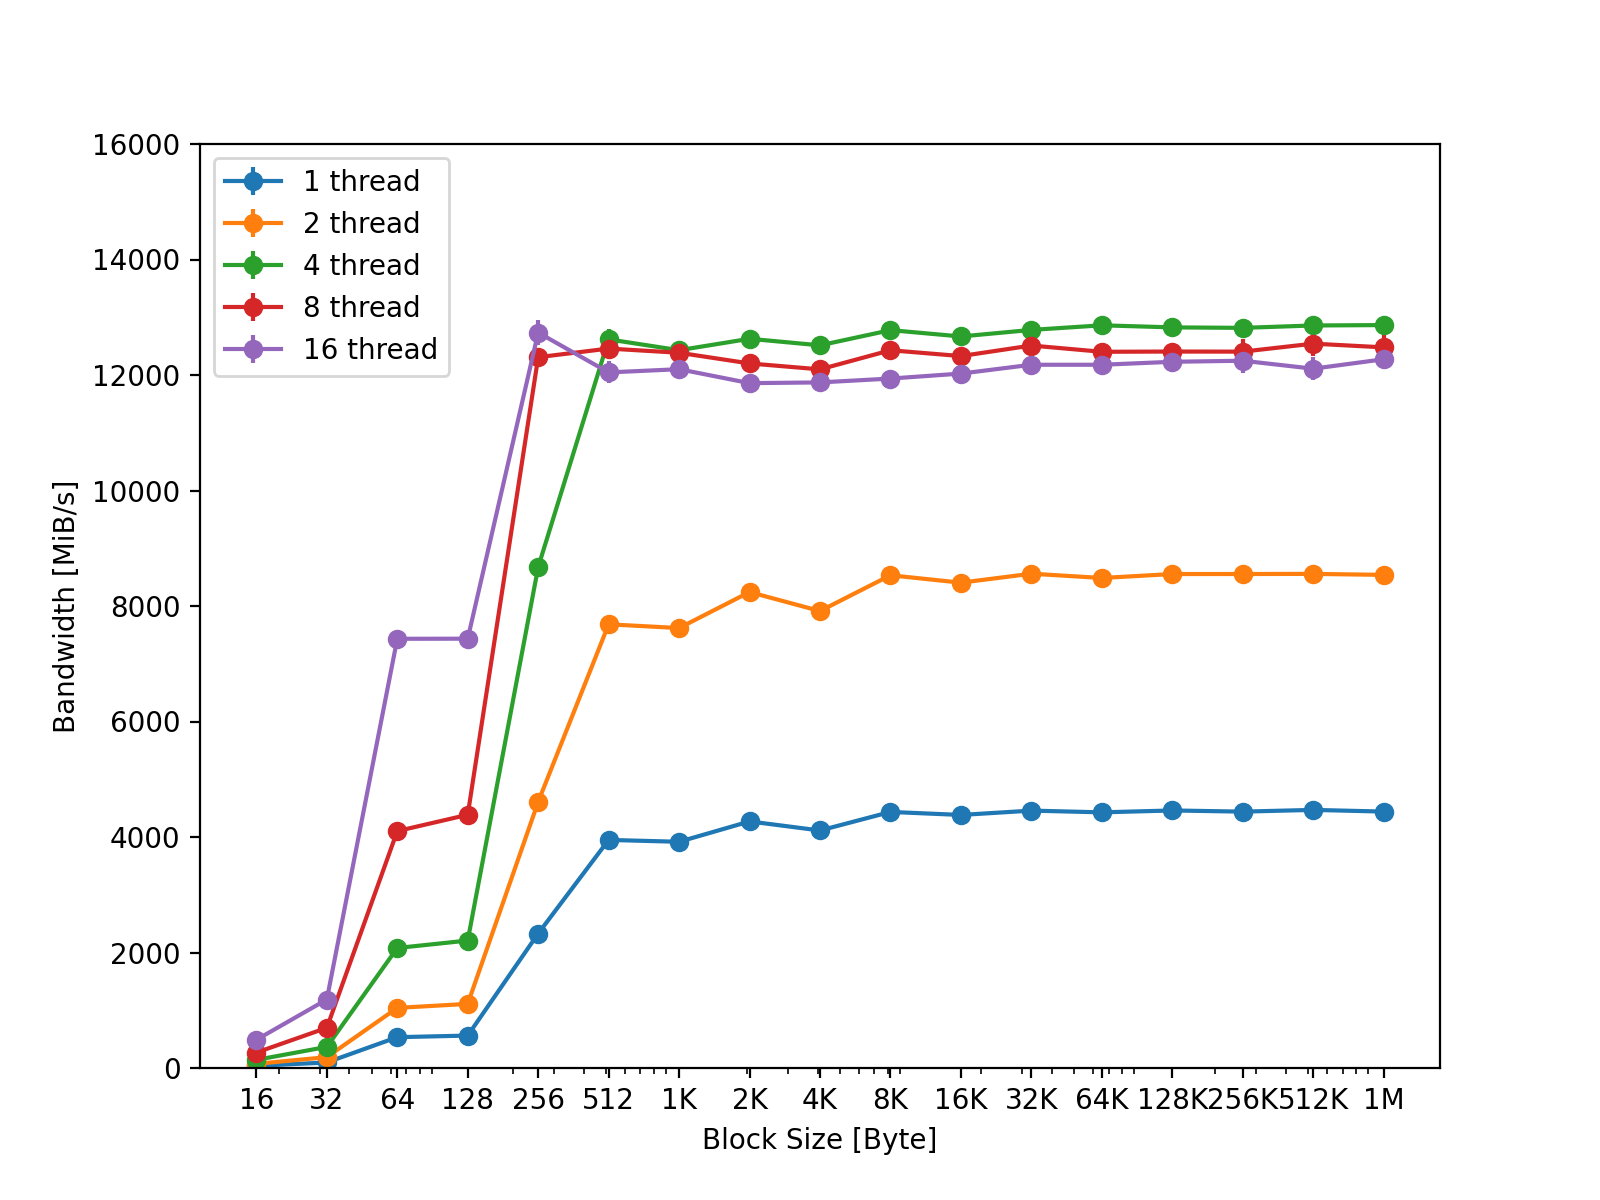 16000
14000
12000
10000
8000
6000
4000
2000
0
Bandwidth [MiB/s]
1 thread
2 thread
4 thread
8 thread
16 thread
16 32 64 128 256 512 1K 2K 4K 8K 16K 32K 64K 128K 256K 512K 1M
Block Size [Byte]